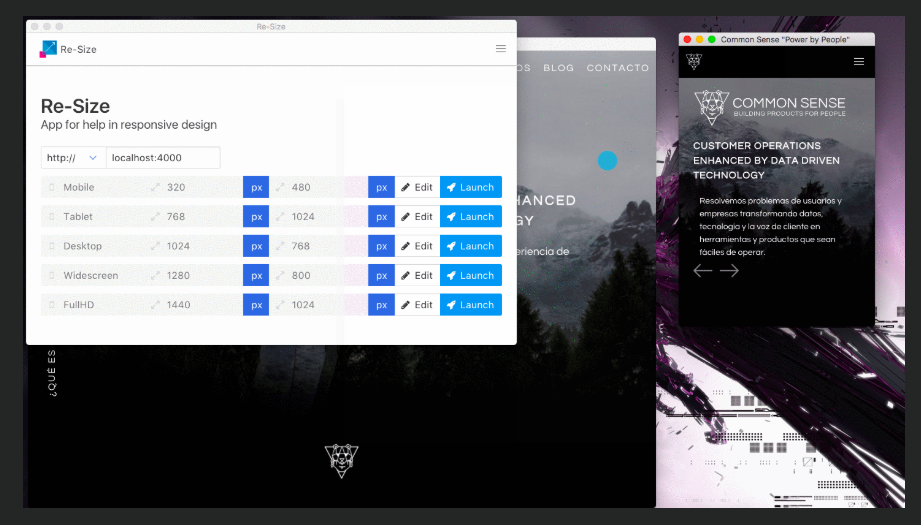 Re-Size
Re-Size
Re-Size
App for help in responsive design
http://
localhost:4000
Mobile 320 px 480 px Edit Launch
Tablet 768 px 1024 px Edit Launch
Desktop 1024 px 768 px Edit Launch
Widescreen 1280 px 800 px Edit Launch
FullHD 1440 px 1024 px Edit Launch
OS BLOG CONTACTO
HANCED
GY
eriencia de
¿QUÉ ES
Common Sense "Power by People"
COMMON SENSE
BUILDING PRODUCTS FOR PEOPLE
CUSTOMER OPERATIONS
ENHANCED BY DATA DRIVEN
TECHNOLOGY
Resolvemos problemas de usuarios y
empresas transformando datos,
tecnología y la voz de cliente en
herramientas y productos que sean
fáciles de operar.